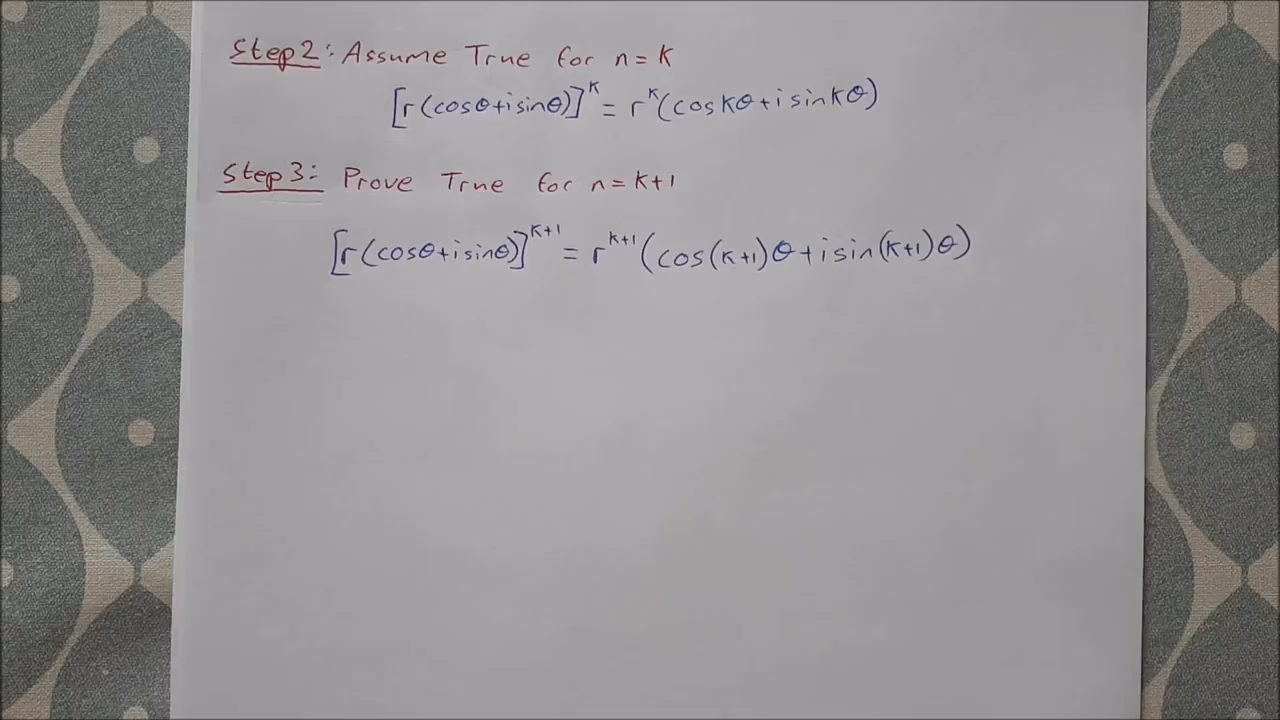 Step 2: Assume True for n = k
[r(cosθ+isinθ)]^k = r^k(coskθ+isinkθ)
Step 3: Prove True for n = k+1
[r(cosθ+isinθ)]^k+1 = r^k+1(cos(k+1)θ+isin(k+1)θ)